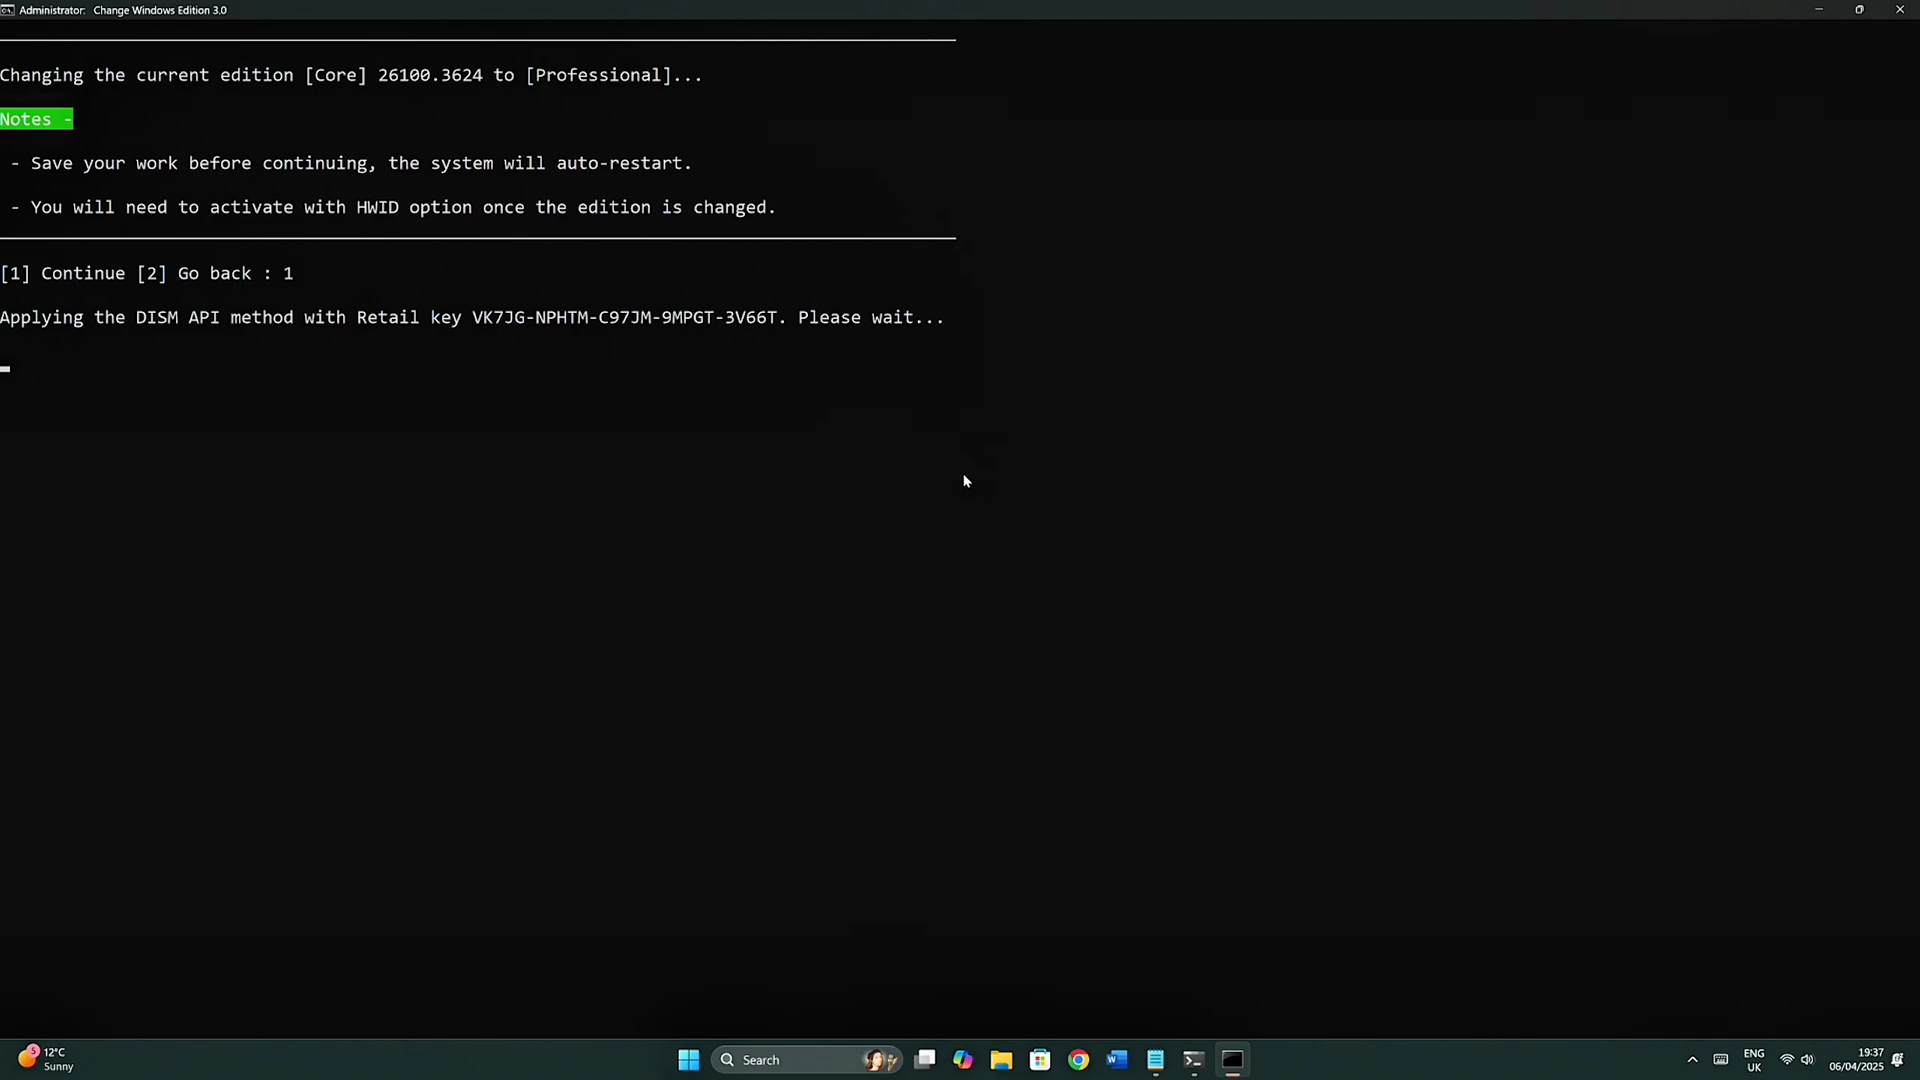 Administrator:  Change Windows Edition 3.0
Changing the current edition [Core] 26100.3624 to [Professional]...
Notes -
- Save your work before continuing, the system will auto-restart.
- You will need to activate with HWID option once the edition is changed.
[1] Continue [2] Go back : 1
Applying the DISM API method with Retail key VK7JG-NPHTM-C97JM-9MPGT-3V66T. Please wait...
5
12°C
Sunny
Search
ENG
UK
19:37
06/04/2025